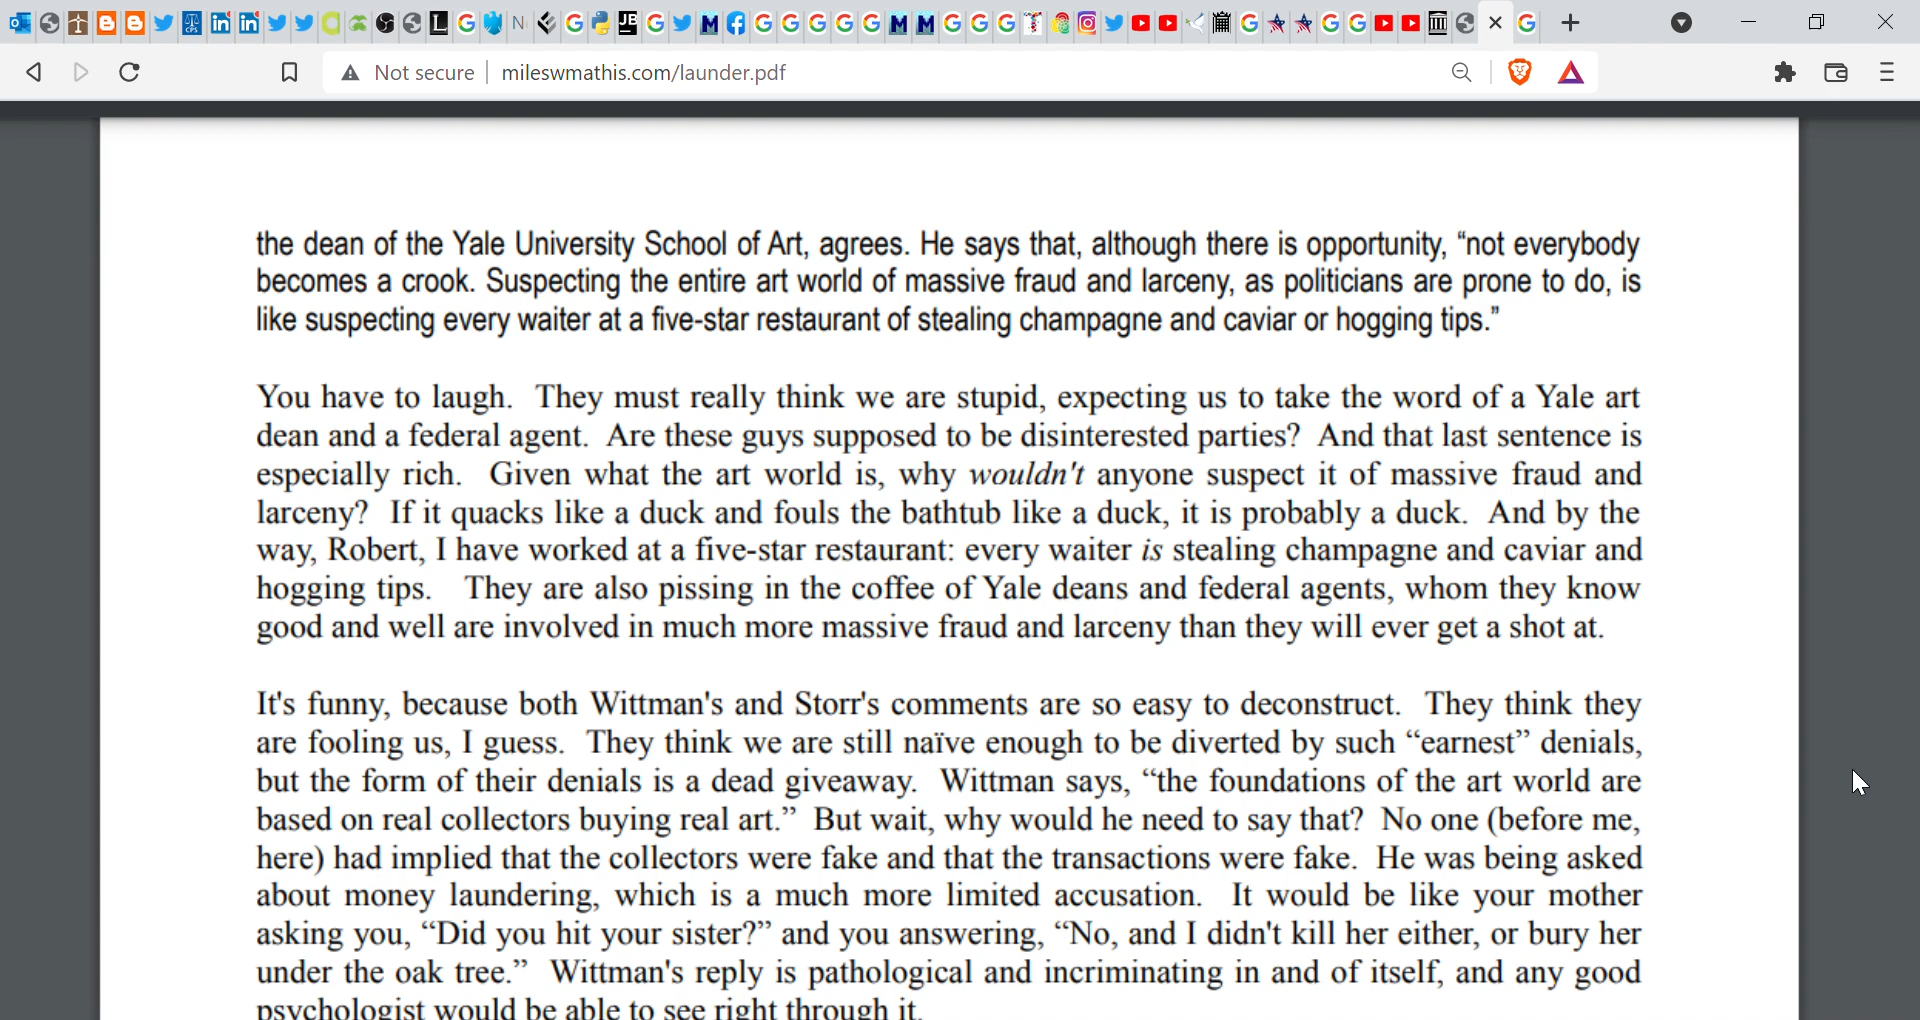 Not secure mileswmathis.com/launder.pdf
the dean of the Yale University School of Art, agrees. He says that, although there is opportunity, “not everybody
becomes a crook. Suspecting the entire art world of massive fraud and larceny, as politicians are prone to do, is
like suspecting every waiter at a five-star restaurant of stealing champagne and caviar or hogging tips.”
You have to laugh. They must really think we are stupid, expecting us to take the word of a Yale art
dean and a federal agent. Are these guys supposed to be disinterested parties? And that last sentence is
especially rich. Given what the art world is, why wouldn't anyone suspect it of massive fraud and
larceny? If it quacks like a duck and fouls the bathtub like a duck, it is probably a duck. And by the
way, Robert, I have worked at a five-star restaurant: every waiter is stealing champagne and caviar and
hogging tips. They are also pissing in the coffee of Yale deans and federal agents, whom they know
good and well are involved in much more massive fraud and larceny than they will ever get a shot at.
It's funny, because both Wittman's and Storr's comments are so easy to deconstruct. They think they
are fooling us, I guess. They think we are still naïve enough to be diverted by such “earnest” denials,
but the form of their denials is a dead giveaway. Wittman says, “the foundations of the art world are
based on real collectors buying real art.” But wait, why would he need to say that? No one (before me,
here) had implied that the collectors were fake and that the transactions were fake. He was being asked
about money laundering, which is a much more limited accusation. It would be like your mother
asking you, “Did you hit your sister?” and you answering, “No, and I didn't kill her either, or bury her
under the oak tree.” Wittman's reply is pathological and incriminating in and of itself, and any good
psychologist would be able to see right through it.